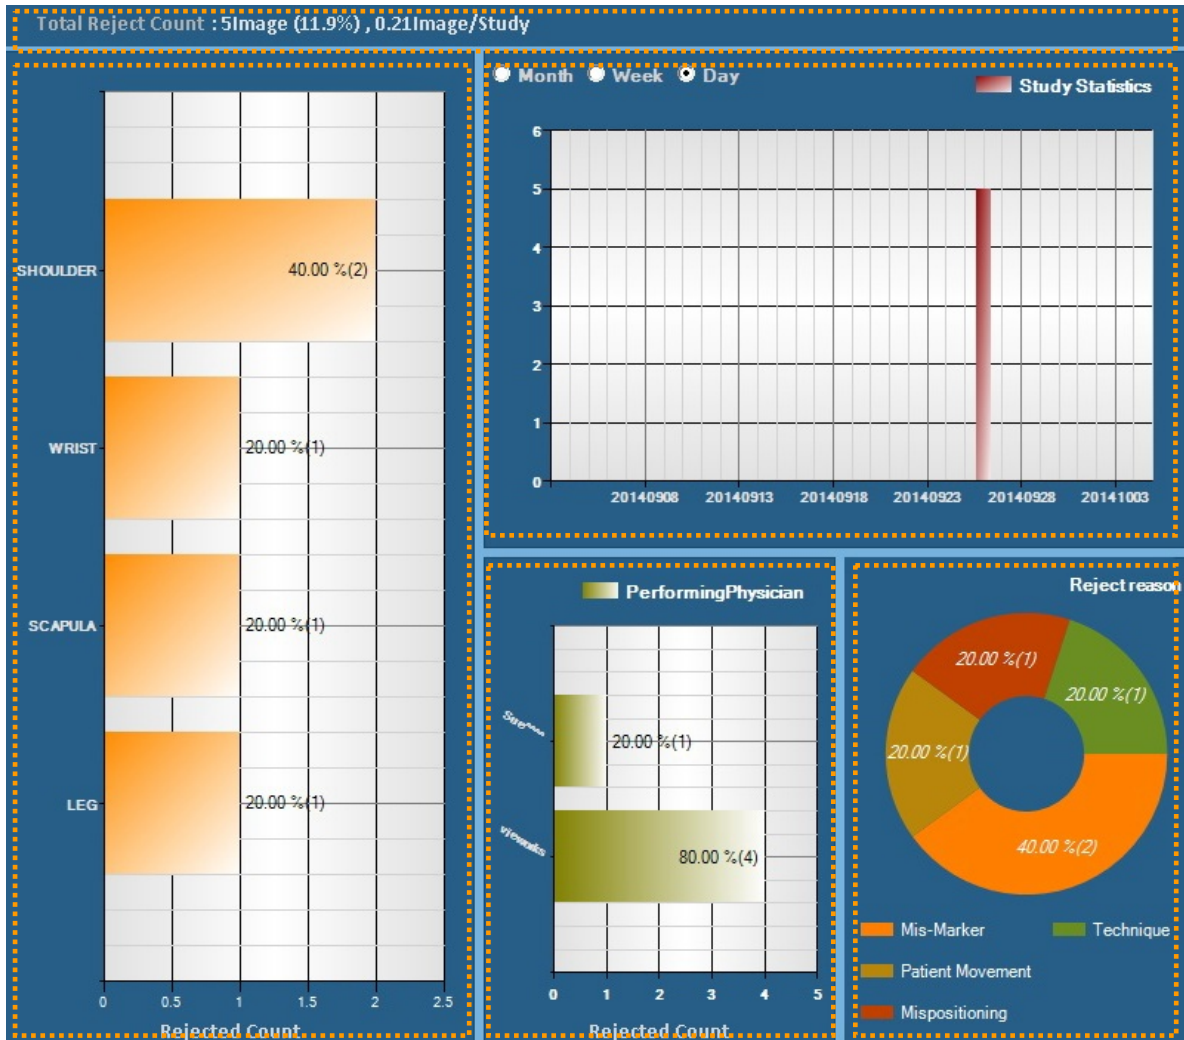 Total Reject Count : 5Image (11.9%) , 0.21Image/Study
SHOULDER
40.00 %(2)
WRIST
20.00 %(1)
SCAPULA
20.00 %(1)
LEG
20.00 %(1)
0 0.5 1 1.5 2 2.5
Rejected Count
Month Week Day
Study Statistics
6
5
4
3
2
1
0
20140908 20140913 20140918 20140923 20140928 20141003
PerformingPhysician
20.00 %(1)
vieworks
80.00 %(4)
0 1 2 3 4 5
Rejected Count
Reject reason
20.00 %(1)
20.00 %(1)
20.00 %(1)
40.00 %(2)
Mis-Marker Technique
Patient Movement
Mispositioning